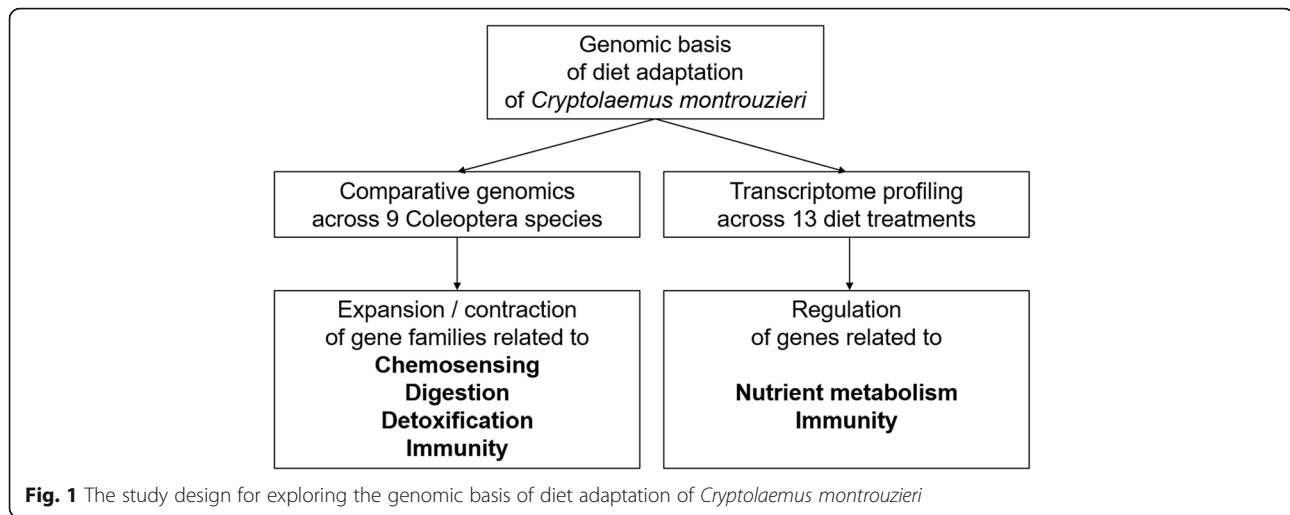 Genomic basis
of diet adaptation
of Cryptolaemus montrouzieri
Comparative genomics
across 9 Coleoptera species
Transcriptome profiling
across 13 diet treatments
Expansion / contraction
of gene families related to
Chemosensing
Digestion
Detoxification
Immunity
Regulation
of genes related to
Nutrient metabolism
Immunity
Fig. 1 The study design for exploring the genomic basis of diet adaptation of Cryptolaemus montrouzieri